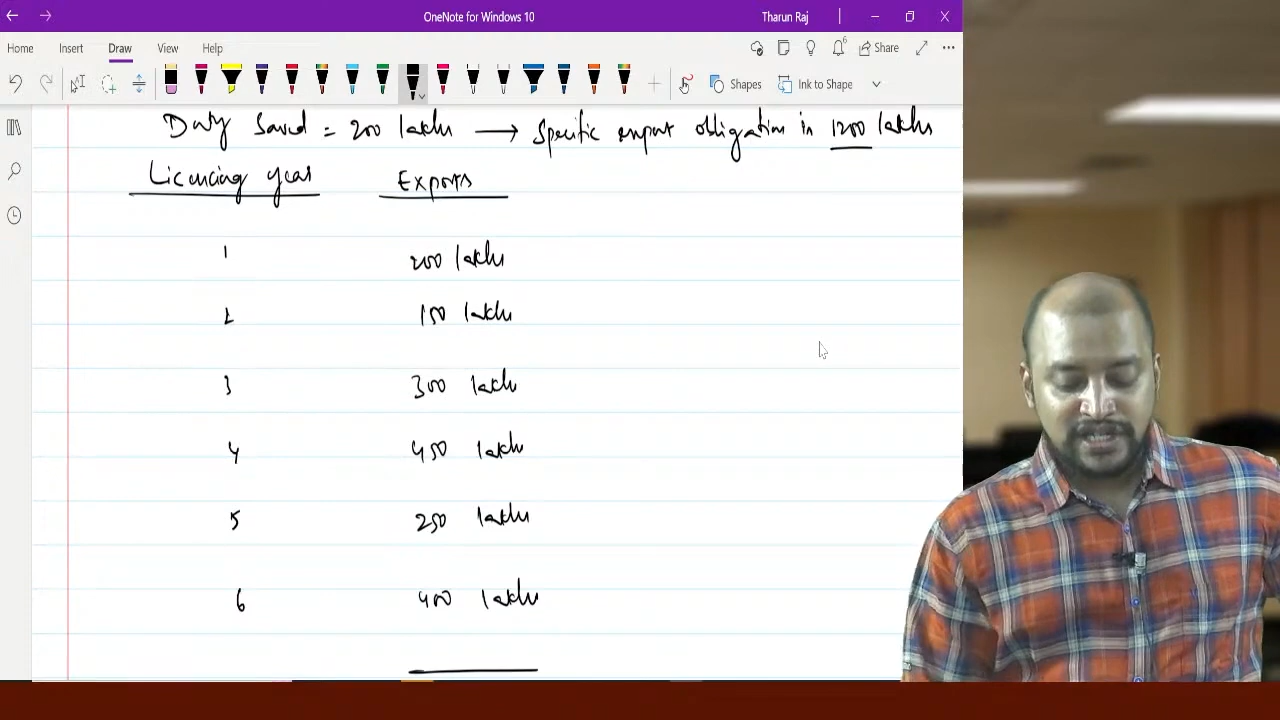 OneNote for Windows 10
Tharun Raj
Home Insert Draw View Help
6 Share
Shapes Ink to Shape
Duty Saved = 200 lakhs → Specific export obligation is 1200 lakhs
Licencing year Exports
1 200 lakhs
2 150 lakhs
3 300 lakhs
4 450 lakhs
5 250 lakhs
6 400 lakhs